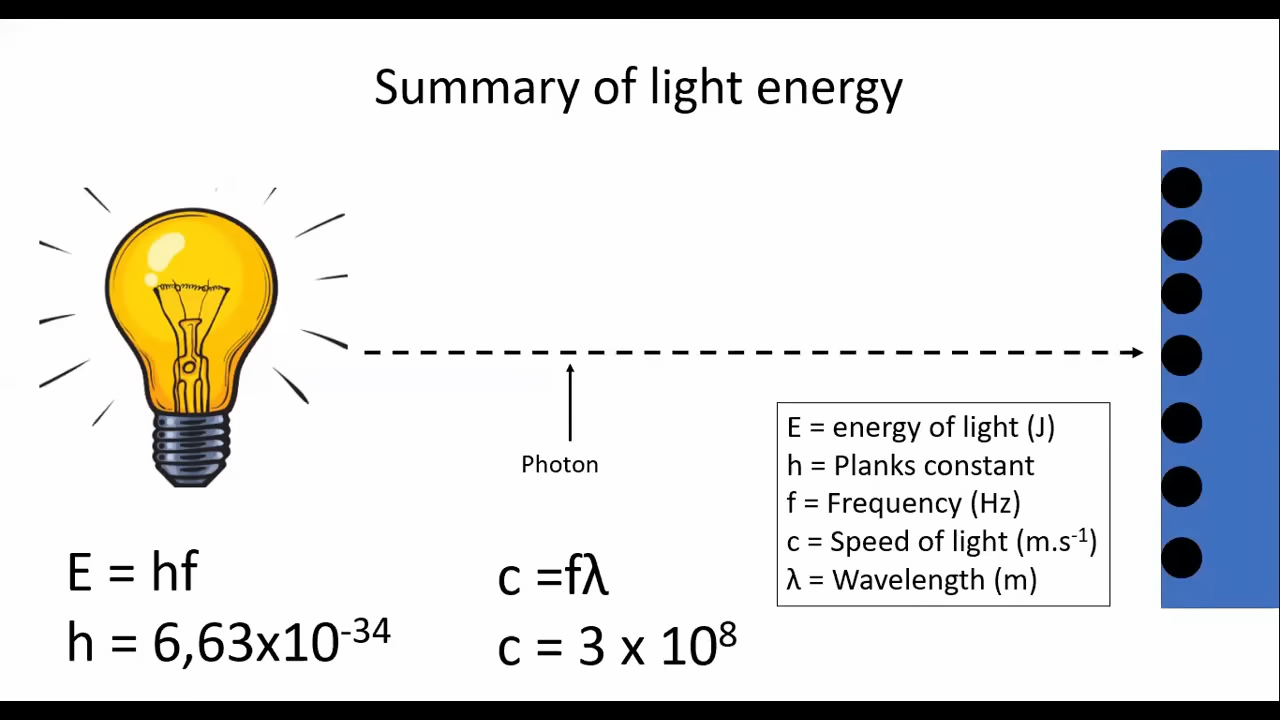 Summary of light energy
Photon
E = energy of light (J)
h = Planks constant
f = Frequency (Hz)
c = Speed of light (m.s⁻¹)
λ = Wavelength (m)
E = hf
h = 6,63x10⁻³⁴
c =fλ
c = 3 x 10⁸